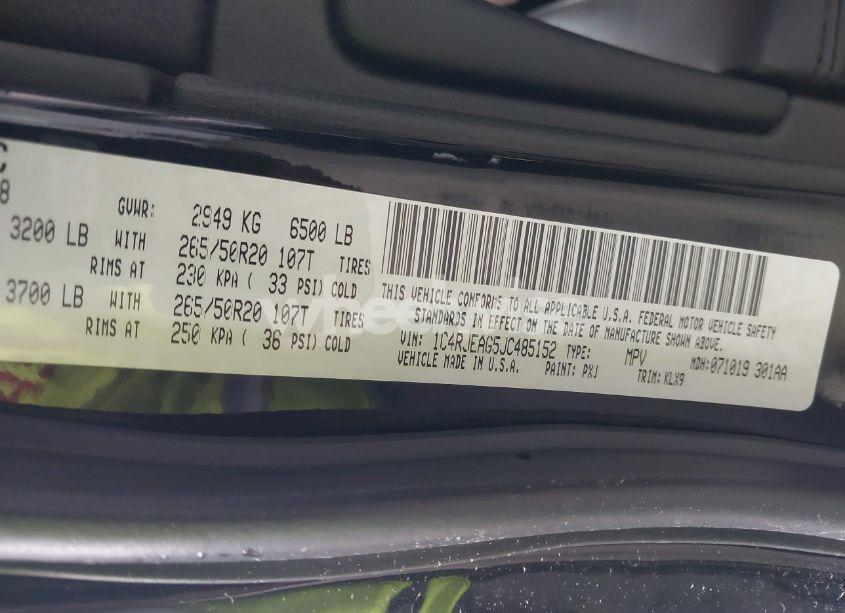 C
8
GVWR: 2949 KG 6500 LB
3200 LB WITH 265/50R20 107T TIRES
RIMS AT 230 KPA ( 33 PSI) COLD
3700 LB WITH 265/50R20 107T TIRES
RIMS AT 250 KPA ( 36 PSI) COLD
THIS VEHICLE CONFORMS TO ALL APPLICABLE U.S.A. FEDERAL MOTOR VEHICLE SAFETY
STANDARDS IN EFFECT ON THE DATE OF MANUFACTURE SHOWN ABOVE.
VIN: 1C4RJEAG5JC485152 TYPE: MPV MDH:071019 301AA
VEHICLE MADE IN U.S.A. PAINT: PXJ TRIM: KLX9